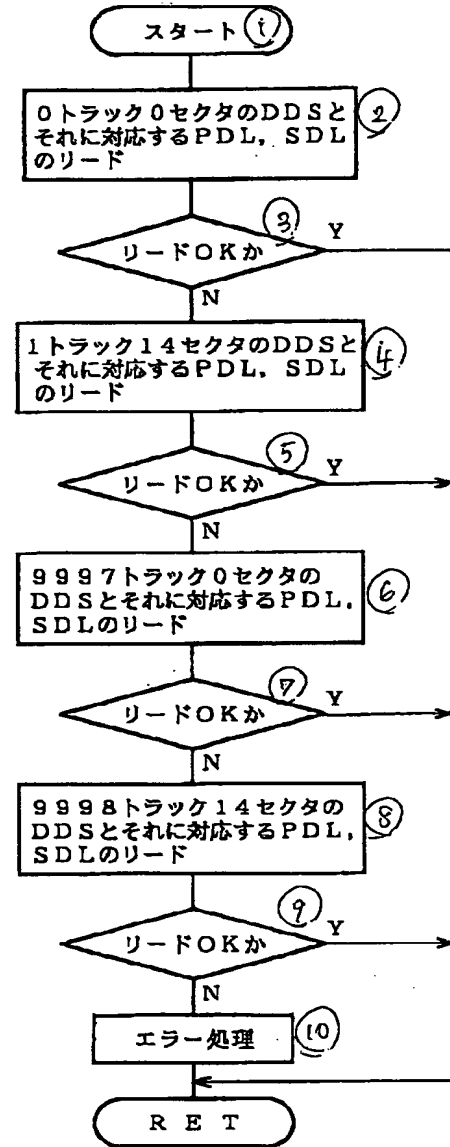 スタート ①
0トラック0セクタのDDSと ②
それに対応するPDL,SDL
のリード
③ Y
リードOKか
N
1トラック14セクタのDDSと ④
それに対応するPDL,SDL
のリード
⑤ Y
リードOKか
N
9997トラック0セクタの
DDSとそれに対応するPDL, ⑥
SDLのリード
⑦ Y
リードOKか
N
9998トラック14セクタの
DDSとそれに対応するPDL, ⑧
SDLのリード
⑨ Y
リードOKか
N
エラー処理 ⑩
RET